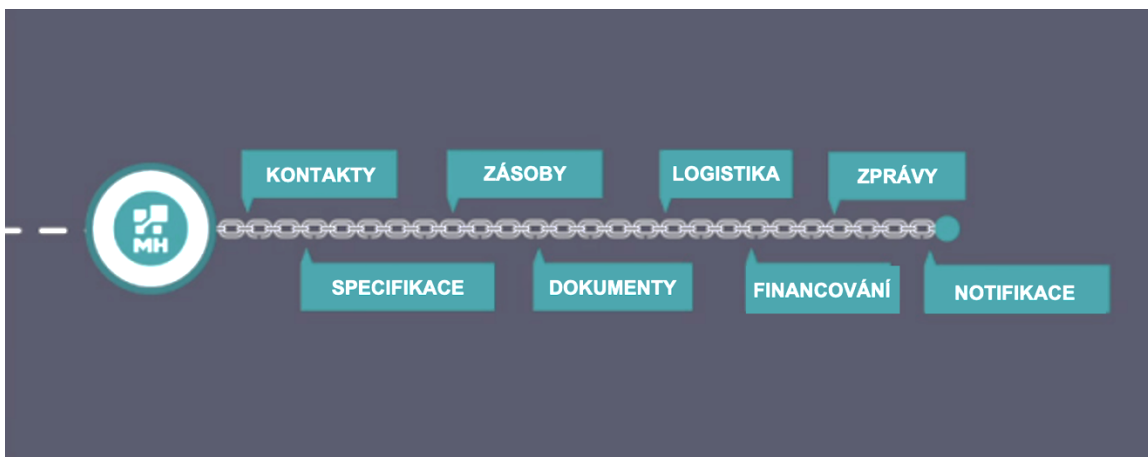 MH
KONTAKTY
ZÁSOBY
LOGISTIKA
ZPRÁVY
SPECIFIKACE
DOKUMENTY
FINANCOVÁNÍ
NOTIFIKACE